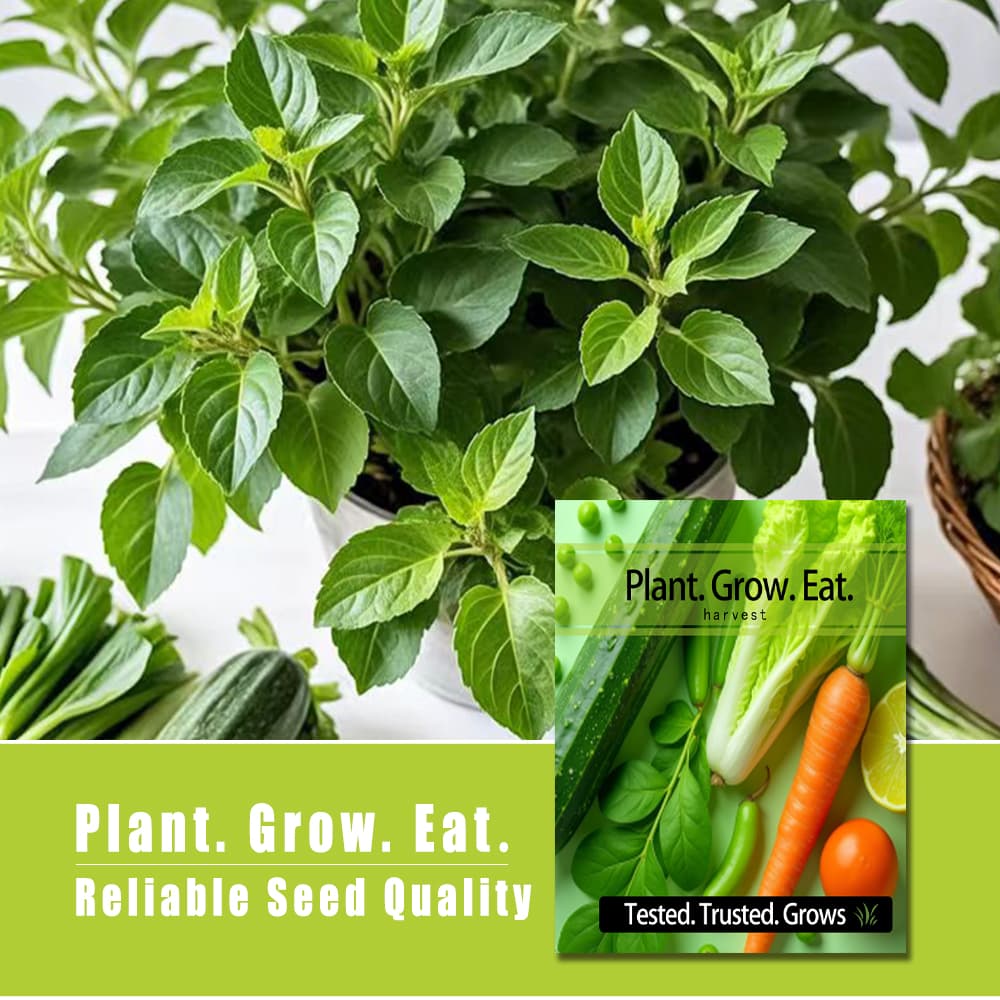 Plant. Grow. Eat.
harvest
Tested. Trusted. Grows
Plant. Grow. Eat.
Reliable Seed Quality